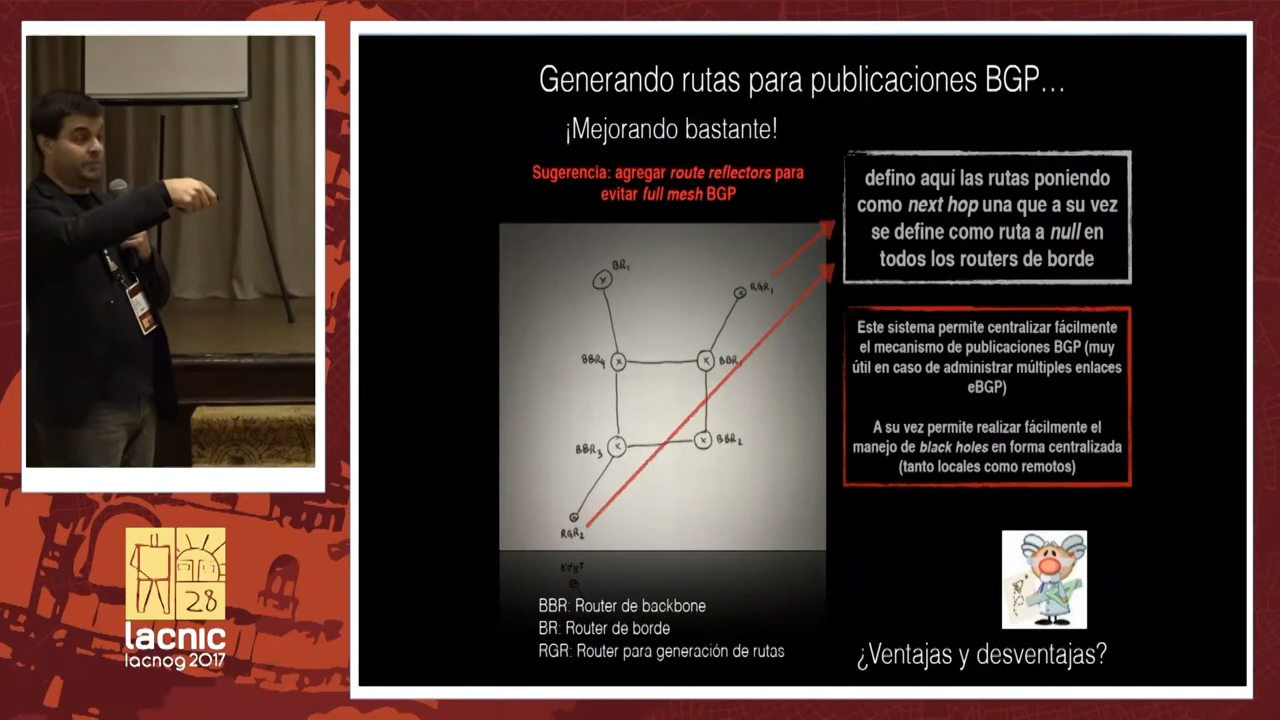 Generando rutas para publicaciones BGP...
¡Mejorando bastante!
Sugerencia: agregar route reflectors para
evitar full mesh BGP
defino aquí las rutas poniendo
como next hop una que a su vez
se define como ruta a null en
todos los routers de borde
BR1
RGR1
BBR4
BBR1
BBR3
BBR2
RGR2
Este sistema permite centralizar fácilmente
el mecanismo de publicaciones BGP (muy
útil en caso de administrar múltiples enlaces
eBGP)
A su vez permite realizar fácilmente el
manejo de black holes en forma centralizada
(tanto locales como remotos)
BBR: Router de backbone
BR: Router de borde
RGR: Router para generación de rutas
¿Ventajas y desventajas?
28
lacnic
lacnog 2017